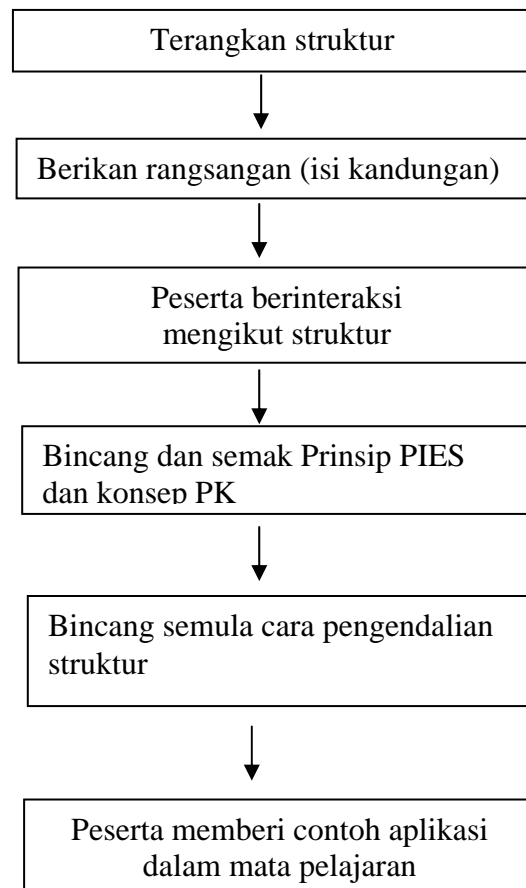 Terangkan struktur
Berikan rangsangan (isi kandungan)
Peserta berinteraksi
mengikut struktur
Bincang dan semak Prinsip PIES
dan konsep PK
Bincang semula cara pengendalian
struktur
Peserta memberi contoh aplikasi
dalam mata pelajaran